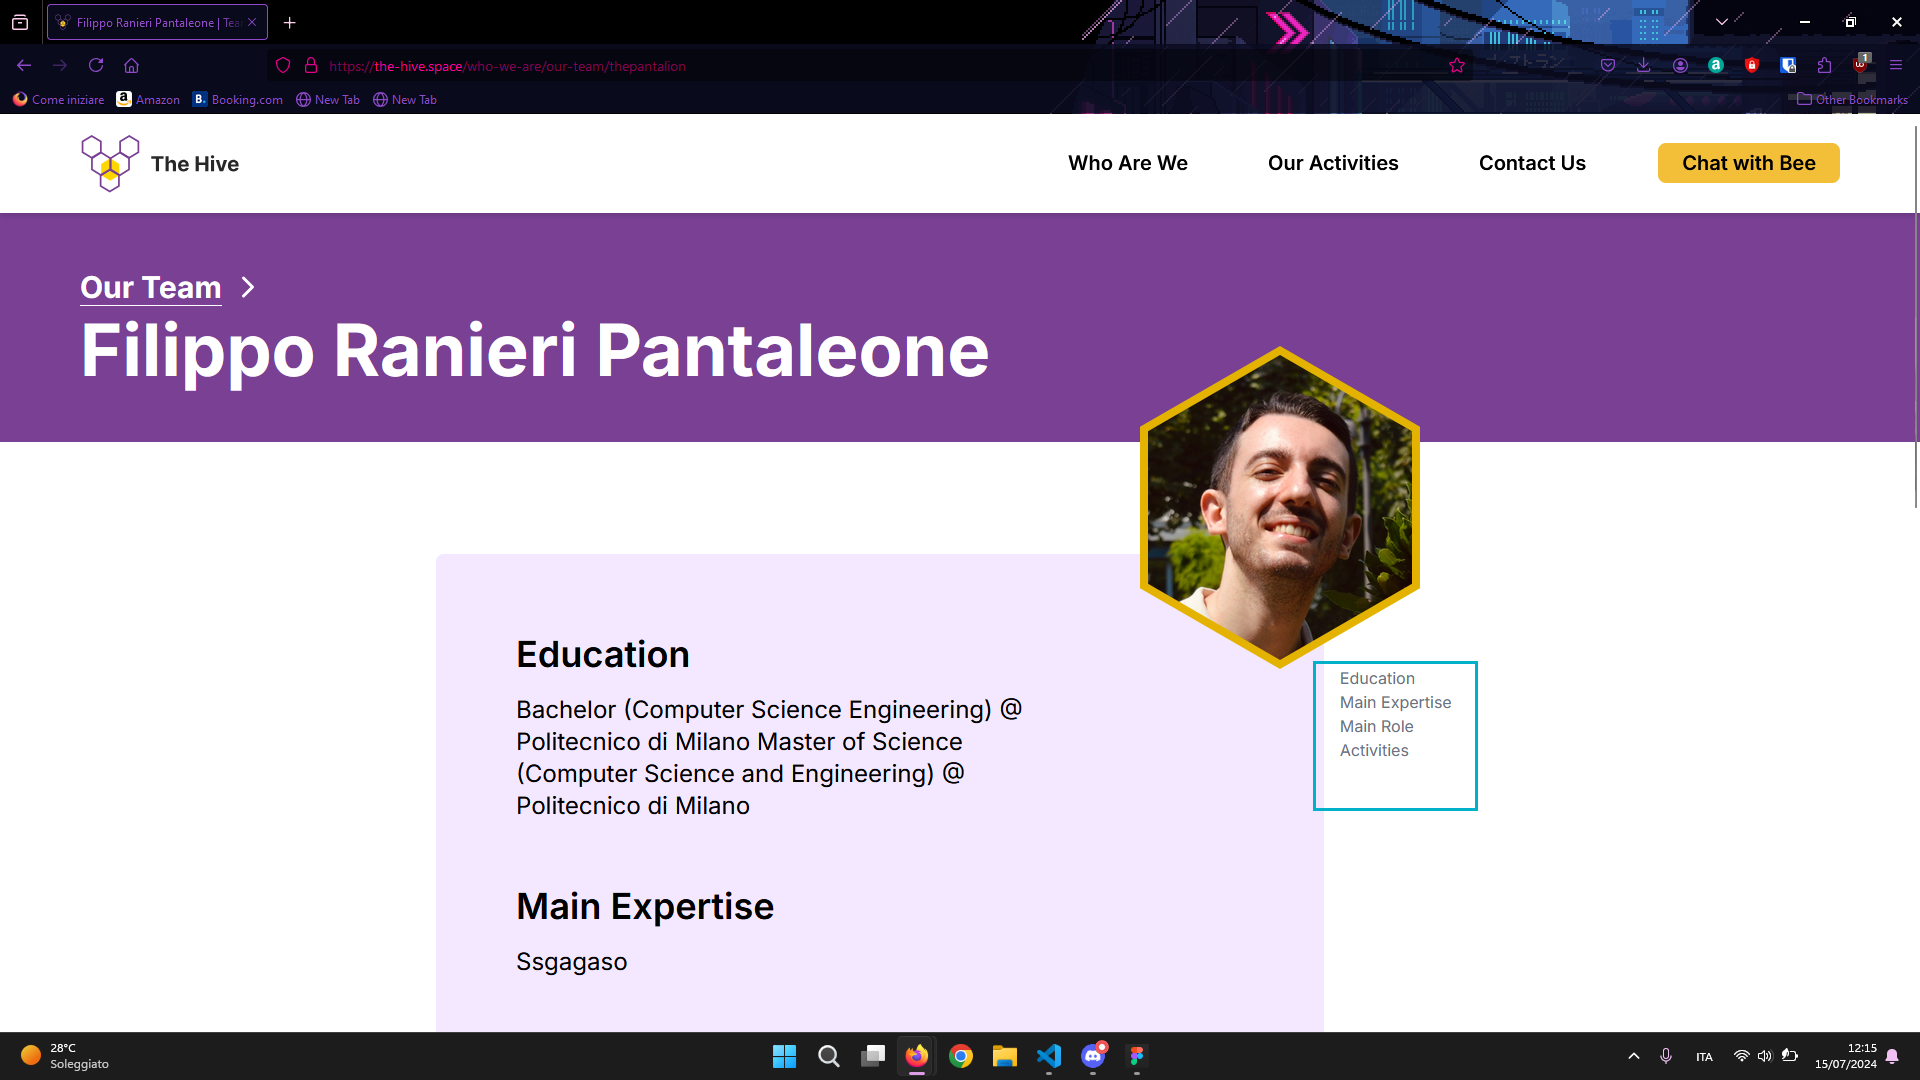 Filippo Ranieri Pantaleone | Tea
https://the-hive.space/who-we-are/our-team/thepantalion
Come iniziare
Amazon
B. Booking.com
New Tab
New Tab
Other Bookmarks
The Hive
Who Are We
Our Activities
Contact Us
Chat with Bee
Our Team
Filippo Ranieri Pantaleone
Education
Bachelor (Computer Science Engineering) @
Politecnico di Milano Master of Science
(Computer Science and Engineering) @
Politecnico di Milano
Main Expertise
Ssgagaso
Education
Main Expertise
Main Role
Activities
28°C
Soleggiato
ITA
12:15
15/07/2024